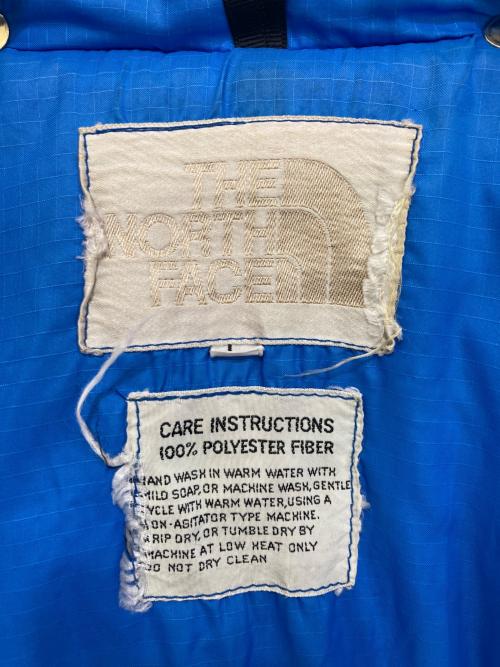 THE
NORTH
FACE
CARE INSTRUCTIONS
100% POLYESTER FIBER
HAND WASH IN WARM WATER WITH
MILD SOAP, OR MACHINE WASH, GENTLE
CYCLE WITH WARM WATER, USING A
NON-AGITATOR TYPE MACHINE.
DRIP DRY, OR TUMBLE DRY BY
MACHINE AT LOW HEAT ONLY
DO NOT DRY CLEAN